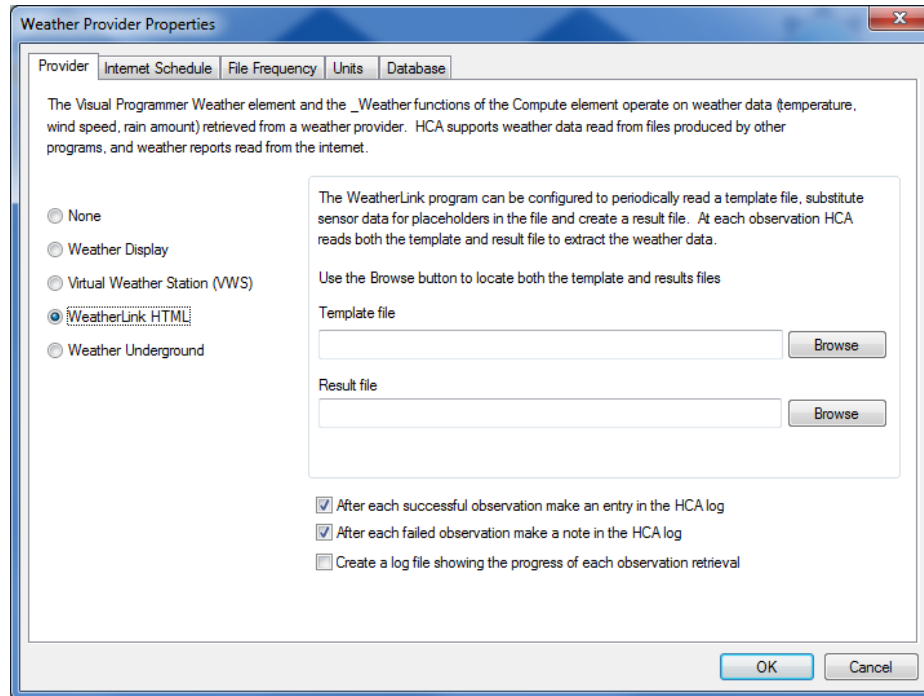 Weather Provider Properties
Provider
Internet Schedule
File Frequency
Units
Database
The Visual Programmer Weather element and the _Weather functions of the Compute element operate on weather data (temperature,
wind speed, rain amount) retrieved from a weather provider.  HCA supports weather data read from files produced by other
programs, and weather reports read from the internet.
None
Weather Display
Virtual Weather Station (VWS)
WeatherLink HTML
Weather Underground
The WeatherLink program can be configured to periodically read a template file, substitute
sensor data for placeholders in the file and create a result file.  At each observation HCA
reads both the template and result file to extract the weather data.
Use the Browse button to locate both the template and results files
Template file
Browse
Result file
Browse
After each successful observation make an entry in the HCA log
After each failed observation make a note in the HCA log
Create a log file showing the progress of each observation retrieval
OK
Cancel